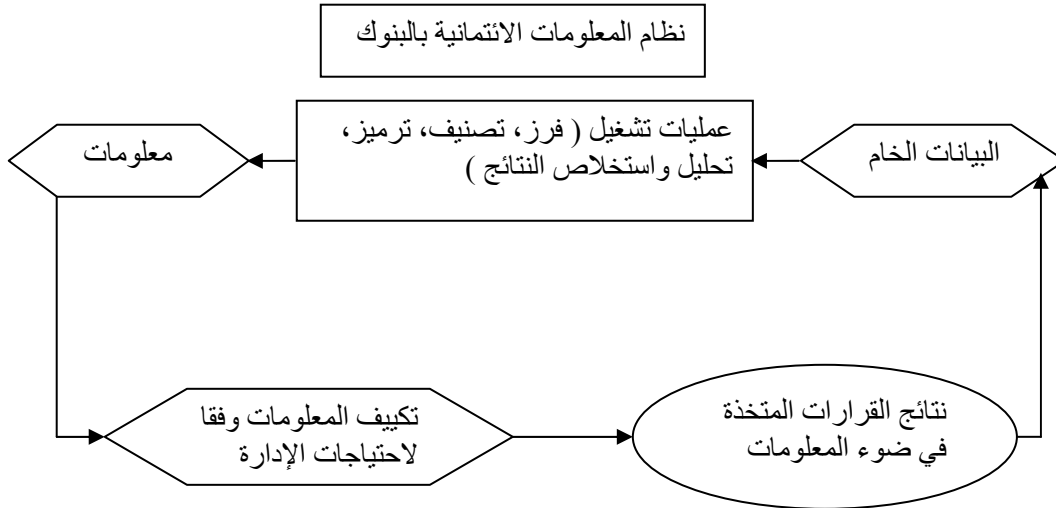 نظام المعلومات الائتمانية بالبنوك
البيانات الخام
عمليات تشغيل ( فرز، تصنيف، ترميز،
تحليل واستخلاص النتائج )
معلومات
تكييف المعلومات وفقا
لاحتياجات الإدارة
نتائج القرارات المتخذة
في ضوء المعلومات